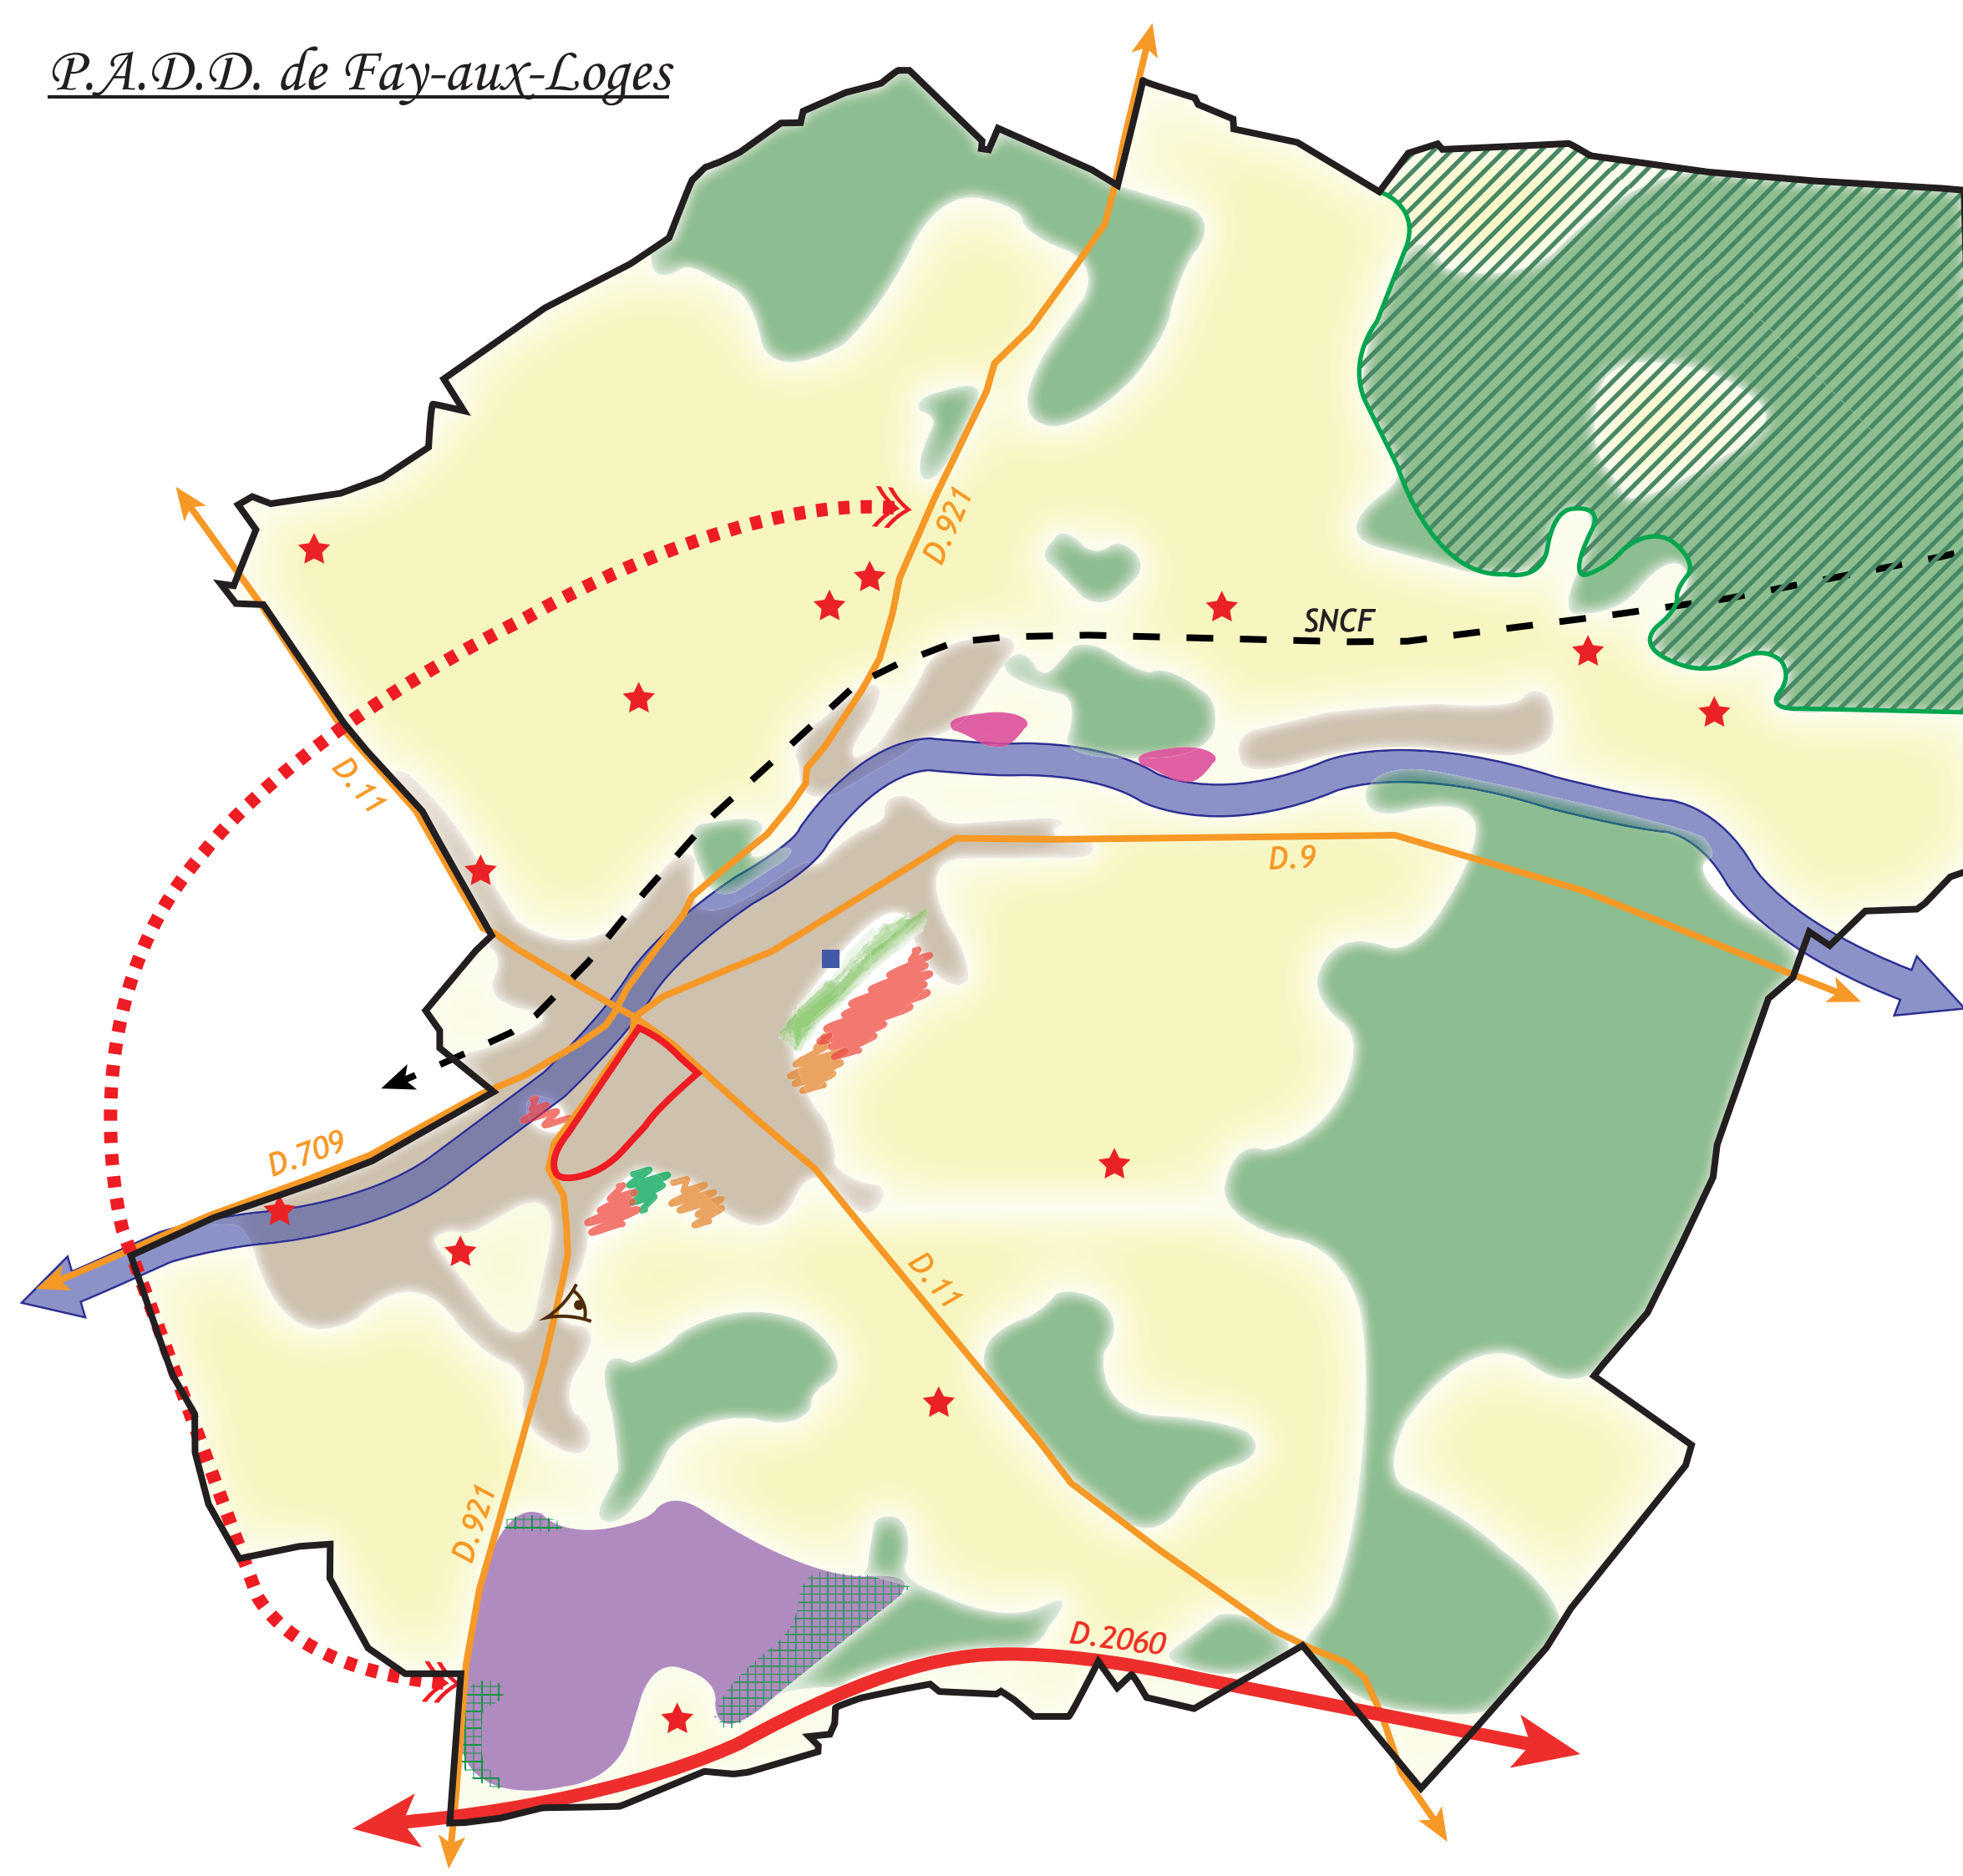 P.A.D.D. de Fay-aux-Loges
D.921
SNCF
D.11
D.9
D.709
D.11
D.921
D.2060